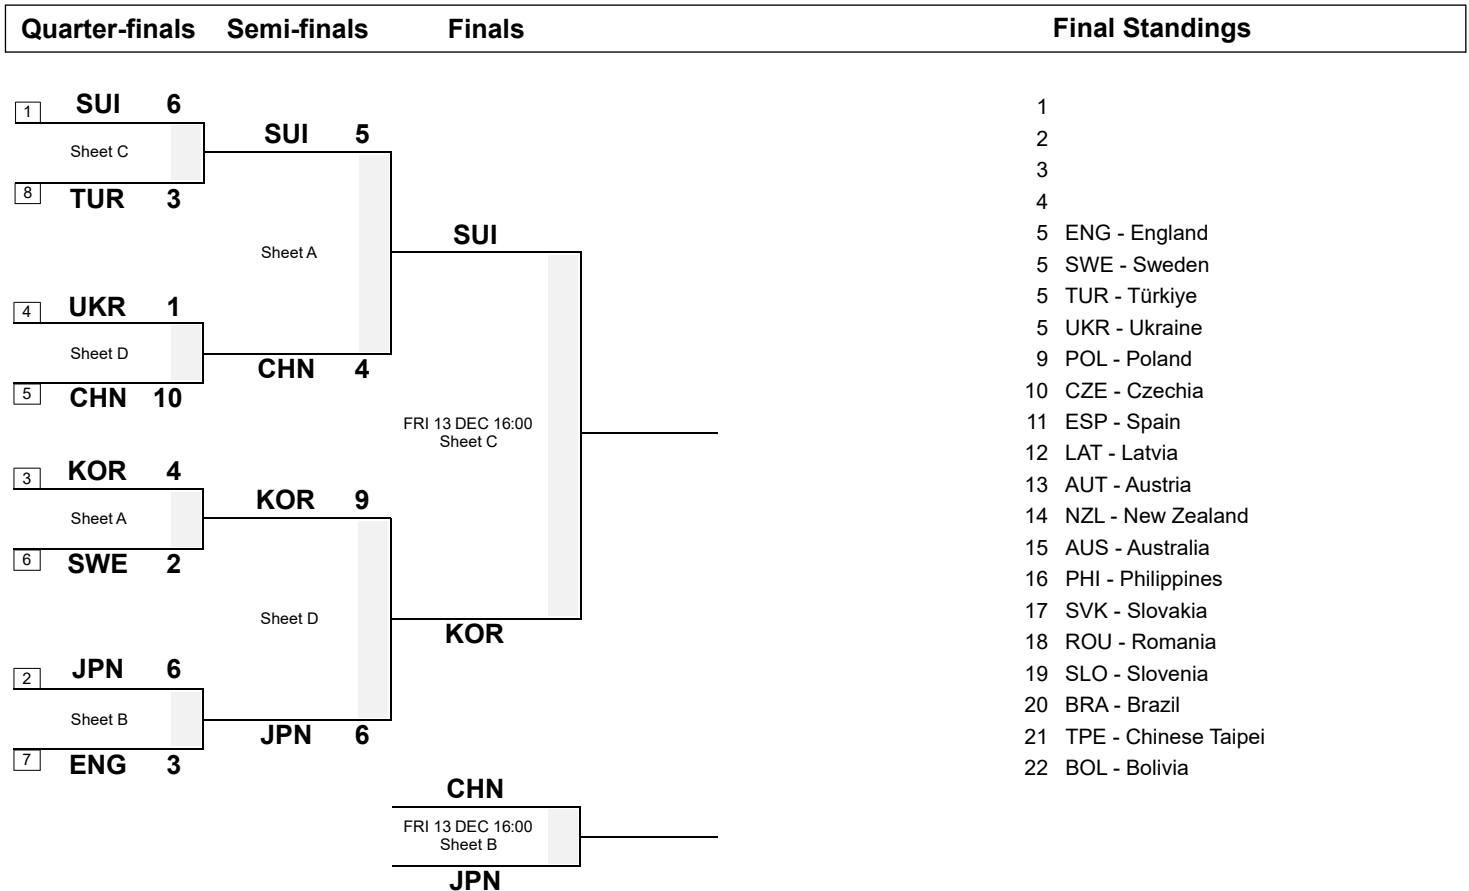 Quarter-finals Semi-finals Finals Final Standings
1 SUI 6
Sheet C
8 TUR 3
SUI 5
Sheet A
CHN 4
4 UKR 1
Sheet D
5 CHN 10
3 KOR 4
Sheet A
6 SWE 2
KOR 9
Sheet D
JPN 6
2 JPN 6
Sheet B
7 ENG 3
SUI
FRI 13 DEC 16:00
Sheet C
KOR
CHN
FRI 13 DEC 16:00
Sheet B
JPN
1
2
3
4
5 ENG - England
5 SWE - Sweden
5 TUR - Türkiye
5 UKR - Ukraine
9 POL - Poland
10 CZE - Czechia
11 ESP - Spain
12 LAT - Latvia
13 AUT - Austria
14 NZL - New Zealand
15 AUS - Australia
16 PHI - Philippines
17 SVK - Slovakia
18 ROU - Romania
19 SLO - Slovenia
20 BRA - Brazil
21 TPE - Chinese Taipei
22 BOL - Bolivia